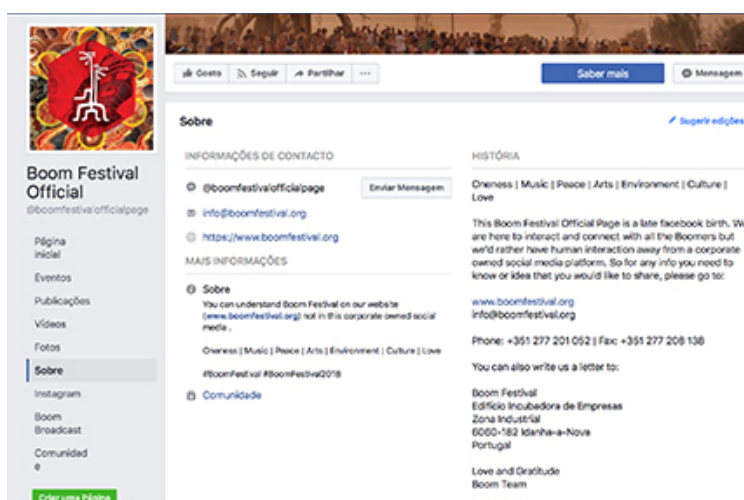 Gosto
Seguir
Partilhar
Saber mais
Mensagem
Boom Festival
Official
@boomfestivalofficialpage
Página
inicial
Eventos
Publicações
Vídeos
Fotos
Sobre
Instagram
Boom
Broadcast
Comunidad
e
Criar uma Página
Sobre
Sugerir edições
INFORMAÇÕES DE CONTACTO
@boomfestivalofficialpage
Enviar Mensagem
info@boomfestival.org
https://www.boomfestival.org
MAIS INFORMAÇÕES
Sobre
You can understand Boom Festival on our website
(www.boomfestival.org) not in this corporate owned social
media .
Oneness | Music | Peace | Arts | Environment | Culture | Love
#BoomFestival #BoomFestival2018
Comunidade
HISTÓRIA
Oneness | Music | Peace | Arts | Environment | Culture |
Love
This Boom Festival Official Page is a late facebook birth. We
are here to interact and connect with all the Boomers but
we'd rather have human interaction away from a corporate
owned social media platform. So for any info you need to
know or idea that you would like to share, please go to:
www.boomfestival.org
info@boomfestival.org
Phone: +351 277 201 052 | Fax: +351 277 208 138
You can also write us a letter to:
Boom Festival
Edifício Incubadora de Empresas
Zona Industrial
6060-182 Idanha-a-Nova
Portugal
Love and Gratitude
Boom Team